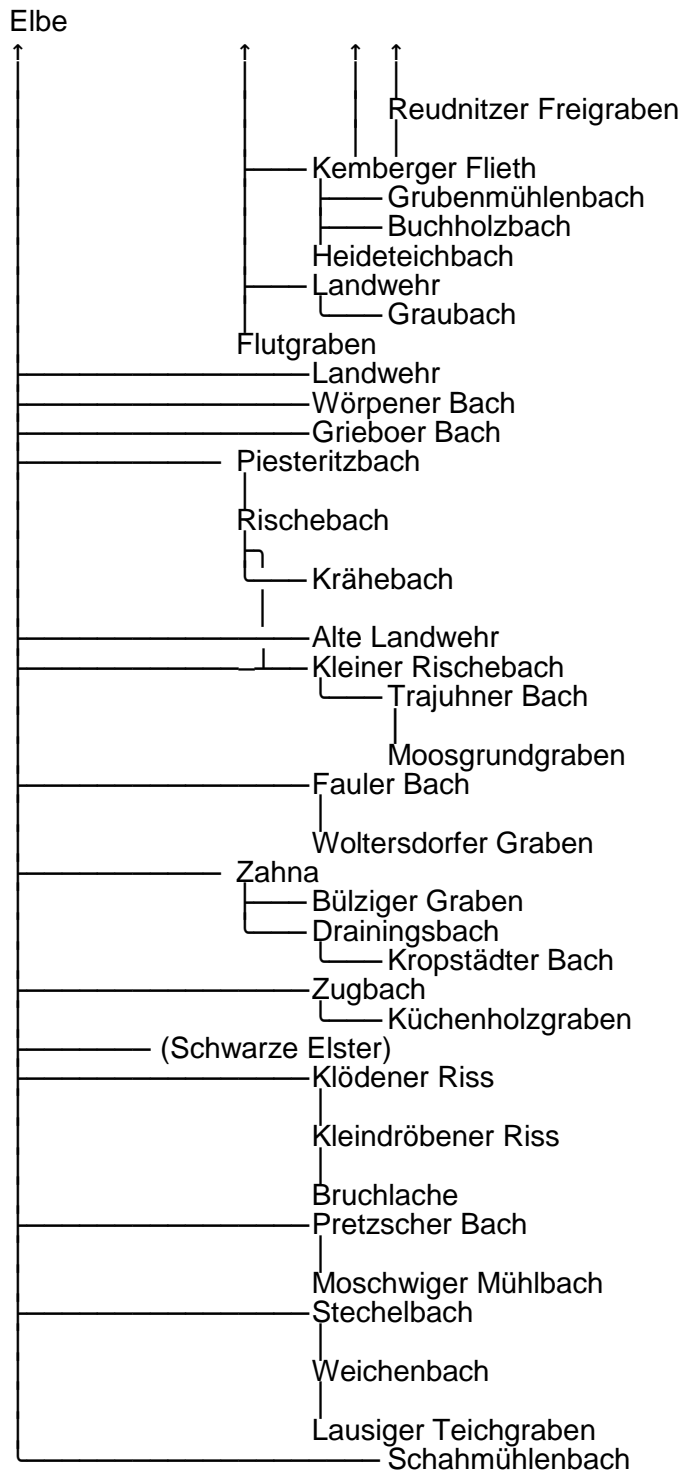 Elbe
Reudnitzer Freigraben
Kemberger Flieth
Grubenmühlenbach
Buchholzbach
Heideteichbach
Landwehr
Graubach
Flutgraben
Landwehr
Wörpener Bach
Grieboer Bach
Piesteritzbach
Rischebach
Krähebach
Alte Landwehr
Kleiner Rischebach
Trajuhner Bach
Moosgrundgraben
Fauler Bach
Woltersdorfer Graben
Zahna
Bülziger Graben
Drainingsbach
Kropstädter Bach
Zugbach
Küchenholzgraben
(Schwarze Elster)
Klödener Riss
Kleindröbener Riss
Bruchlache
Pretzscher Bach
Moschwiger Mühlbach
Stechelbach
Weichenbach
Lausiger Teichgraben
Schahmühlenbach